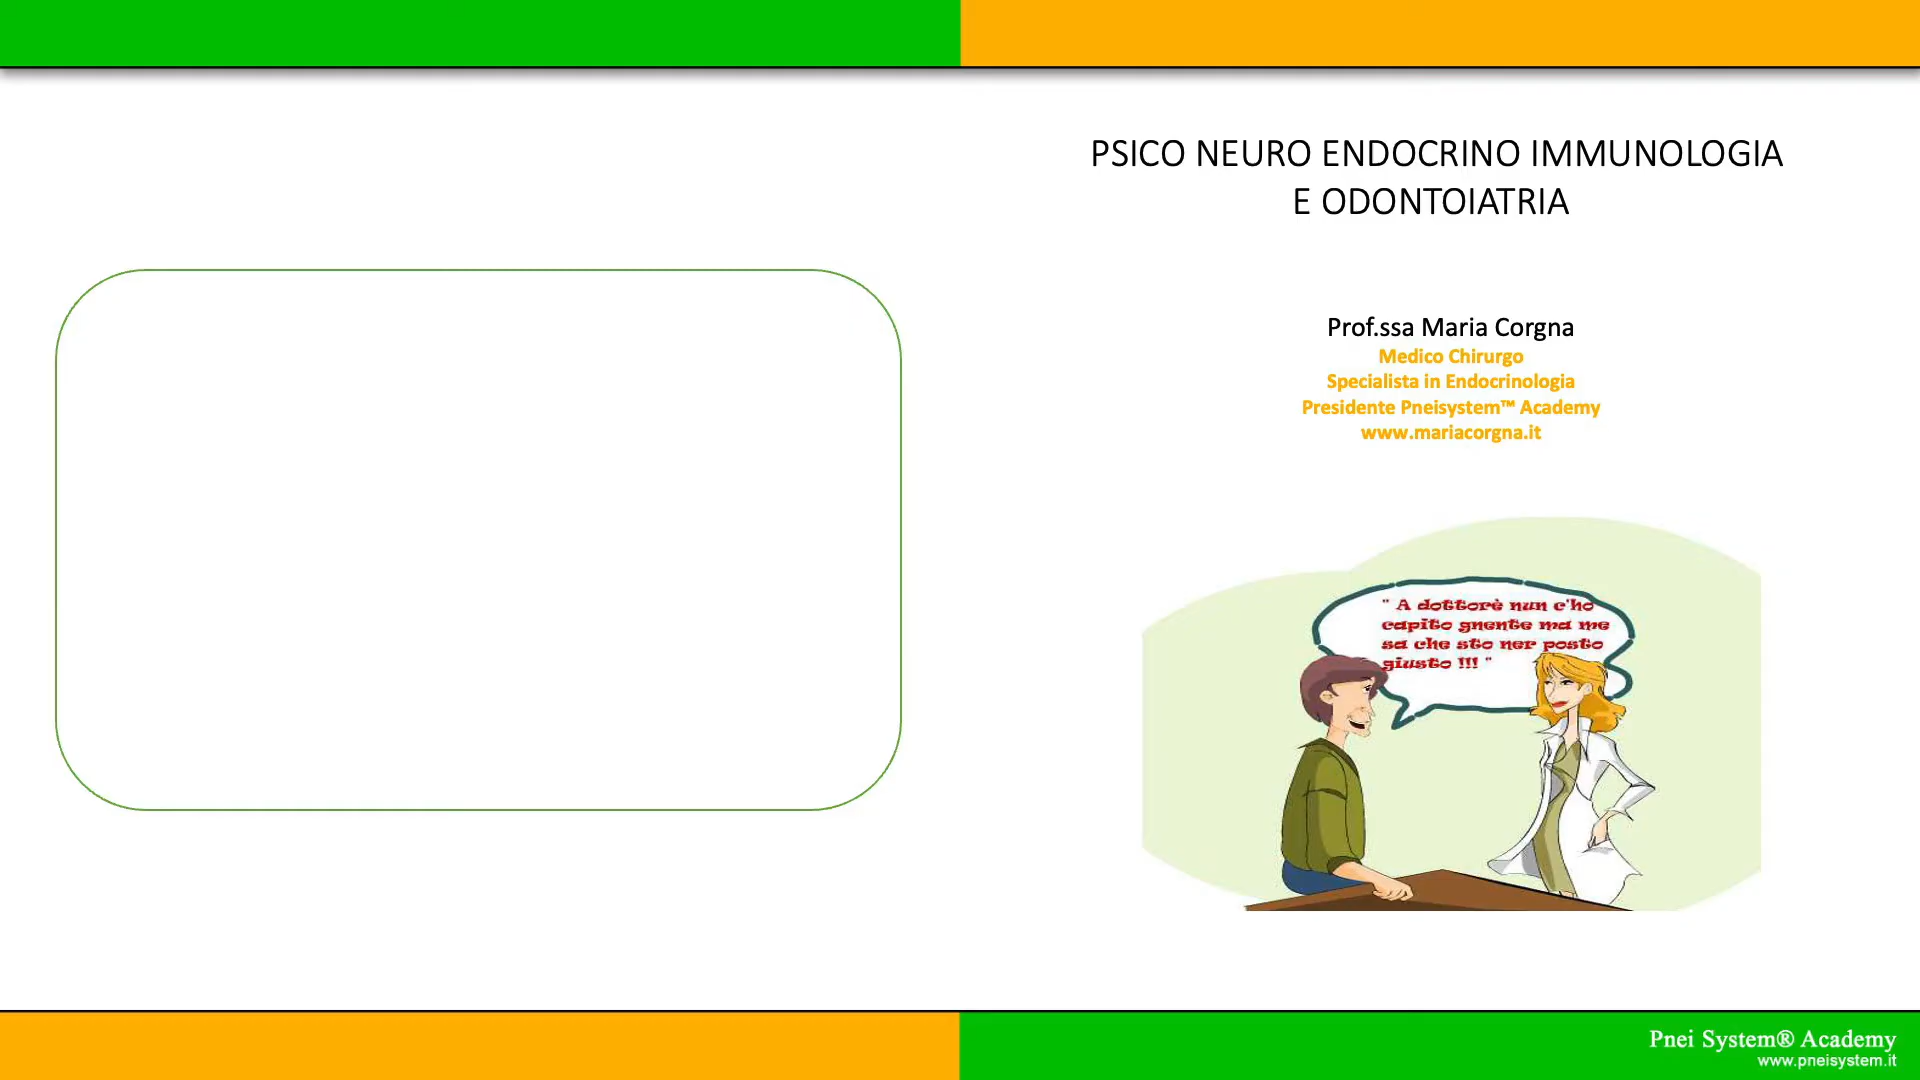 PSICO NEURO ENDOCRINO IMMUNOLOGIA
E ODONTOIATRIA
Prof.ssa Maria Corgna
Medico Chirurgo
Specialista in Endocrinologia
Presidente Pneisystem™ Academy
www.mariacorgna.it
" A dottorè nun c'ho
capito gnente ma me
sa che sto ner posto
giusto !!! "
Pnei System® Academy
www.pneisystem.it